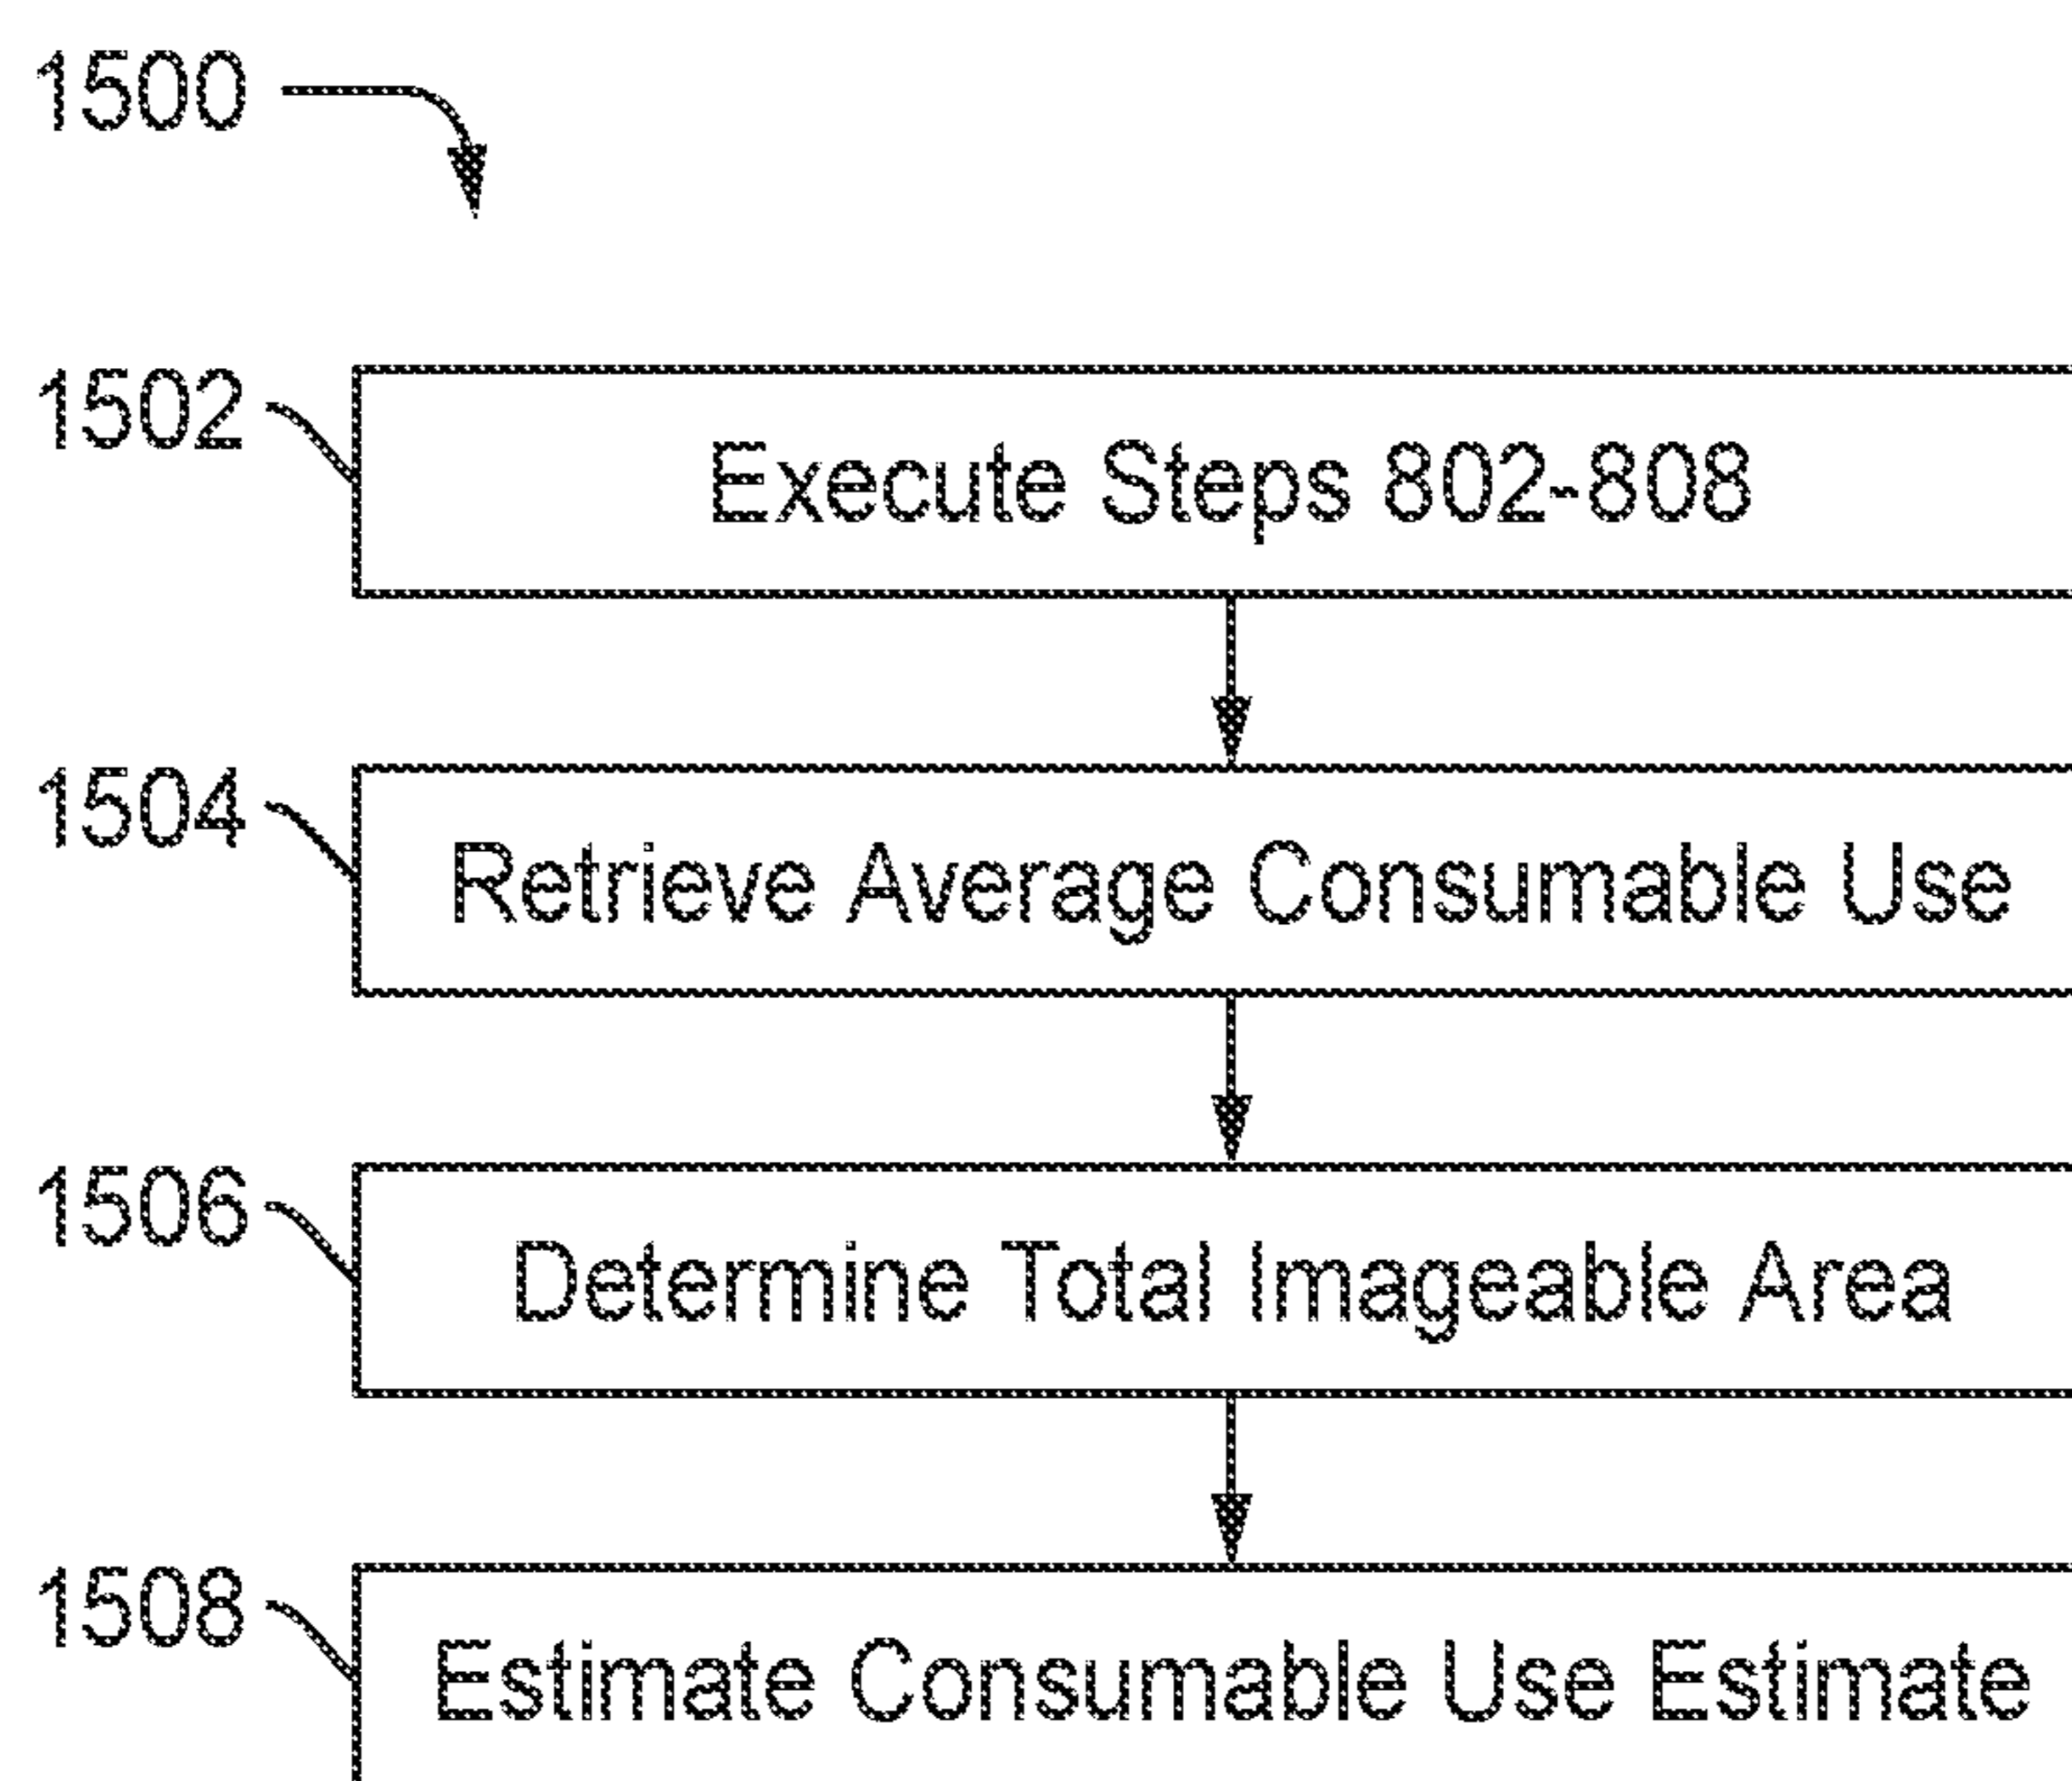 1500
1502
Execute Steps 802-808
1504
Retrieve Average Consumable Use
1506
Determine Total Imageable Area
1508
Estimate Consumable Use Estimate